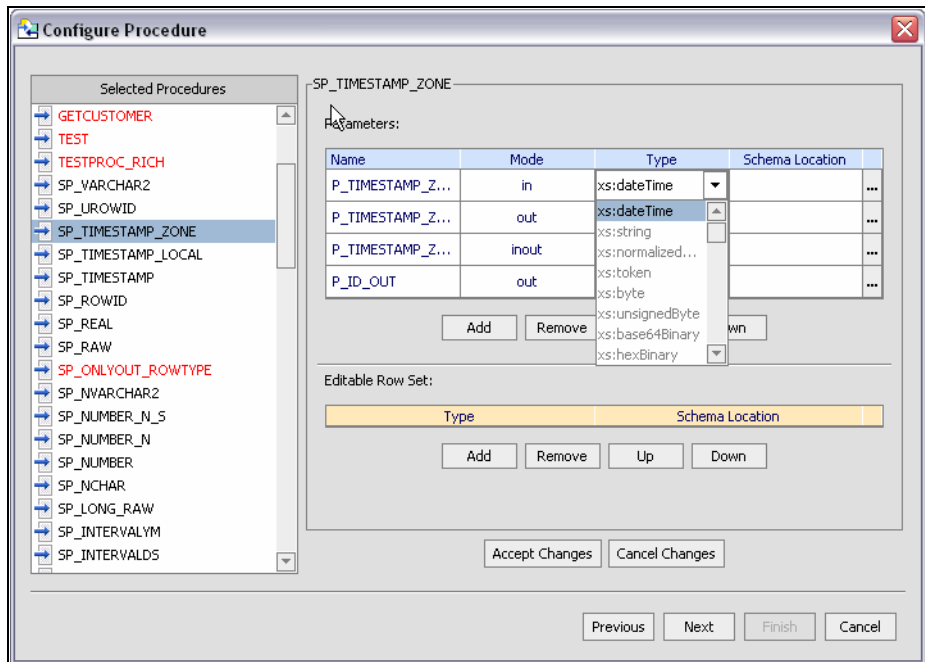 Configure Procedure
Selected Procedures
GETCUSTOMER
TEST
TESTPROC_RICH
SP_VARCHAR2
SP_UROWID
SP_TIMESTAMP_ZONE
SP_TIMESTAMP_LOCAL
SP_TIMESTAMP
SP_ROWID
SP_REAL
SP_RAW
SP_ONLYOUT_ROWTYPE
SP_NVARCHAR2
SP_NUMBER_N_S
SP_NUMBER_N
SP_NUMBER
SP_NCHAR
SP_LONG_RAW
SP_INTERVALYM
SP_INTERVALDS
SP_TIMESTAMP_ZONE
Parameters:
Name Mode Type Schema Location
P_TIMESTAMP_Z... in xs:dateTime ...
P_TIMESTAMP_Z... out ...
P_TIMESTAMP_Z... inout ...
P_ID_OUT out ...
xs:dateTime
xs:string
xs:normalized...
xs:token
xs:byte
xs:unsignedByte
xs:base64Binary
xs:hexBinary
Add Remove wn
Editable Row Set:
Type Schema Location
Add Remove Up Down
Accept Changes Cancel Changes
Previous Next Finish Cancel